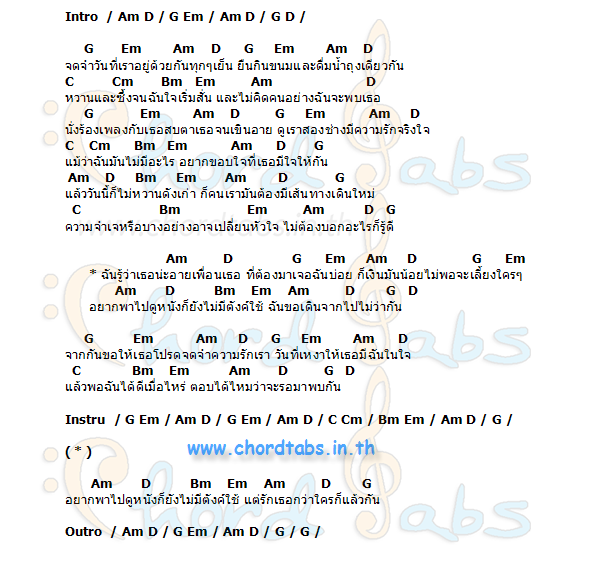 Intro / Am D / G Em / Am D / G D /
G Em Am D G Em Am D
จดจำวันที่เราอยู่ด้วยกันทุกๆเย็น ยืนกินขนมและดื่มน้ำถุงเดียวกัน
C Cm Bm Em Am D
หวานและซึ้งจนฉันใจเริ่มสั่น และไม่คิดคนอย่างฉันจะพบเธอ
G Em Am D G Em Am D
นั่งร้องเพลงกับเธอสบตาเธอจนเขินอาย ดูเราสองช่างมีความรักจริงใจ
C Cm Bm Em Am D G
แม้ว่าฉันมันไม่มีอะไร อยากขอบใจที่เธอมีใจให้กัน
Am D Bm Em Am D G
แล้ววันนี้ก็ไม่หวานดังเก่า ก็คนเรามันต้องมีเส้นทางเดินใหม่
C Bm Em Am D G
ความจำเจหรือบางอย่างอาจเปลี่ยนหัวใจ ไม่ต้องบอกอะไรก็รู้ดี
Am D G Em Am D G Em
* ฉันรู้ว่าเธอน่ะอายเพื่อนเธอ ที่ต้องมาเจอฉันบ่อย ก็เงินมันน้อยไม่พอจะเลี้ยงใครๆ
Am D Bm Em Am D G D
อยากพาไปดูหนังก็ยังไม่มีตังค์ใช้ ฉันขอเดินจากไปไม่ว่ากัน
G Em Am D G Em Am D
จากกันขอให้เธอโปรดจดจำความรักเรา วันที่เหงาให้เธอมีฉันในใจ
C Bm Em Am D G D
แล้วพอฉันได้ดีเมื่อไหร่ ตอบได้ไหมว่าจะรอมาพบกัน
Instru / G Em / Am D / G Em / Am D / C Cm / Bm Em / Am D / G /
( * )
www.chordtabs.in.th
Am D Bm Em Am D G
อยากพาไปดูหนังก็ยังไม่มีตังค์ใช้ แต่รักเธอกว่าใครก็แล้วกัน
Outro / Am D / G Em / Am D / G / G /